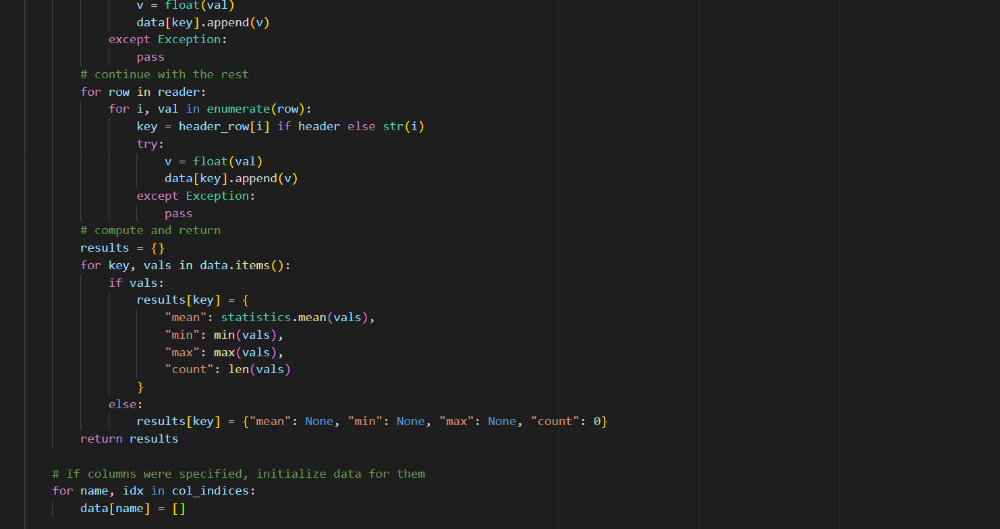 v = float(val)
            data[key].append(v)
        except Exception:
            pass
    # continue with the rest
    for row in reader:
        for i, val in enumerate(row):
            key = header_row[i] if header else str(i)
            try:
                v = float(val)
                data[key].append(v)
            except Exception:
                pass
    # compute and return
    results = {}
    for key, vals in data.items():
        if vals:
            results[key] = {
                "mean": statistics.mean(vals),
                "min": min(vals),
                "max": max(vals),
                "count": len(vals)
            }
        else:
            results[key] = {"mean": None, "min": None, "max": None, "count": 0}
    return results

# If columns were specified, initialize data for them
for name, idx in col_indices:
    data[name] = []